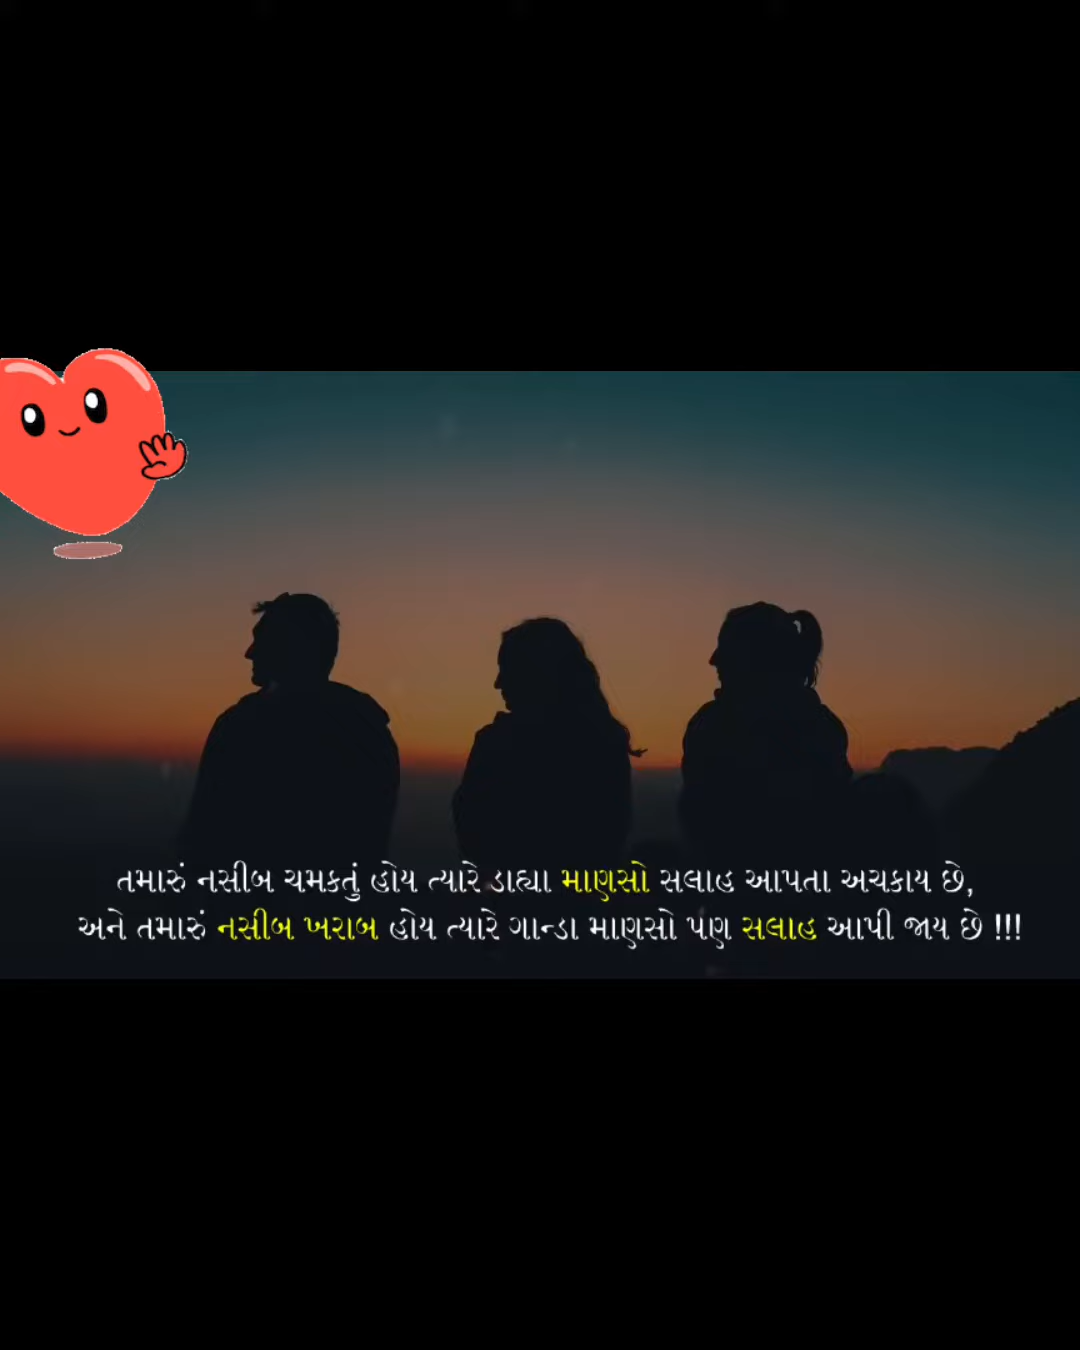 તમારું નસીબ ચમકતું હોય ત્યારે ડાહ્યા માણસો સલાહ આપતા અચકાય છે,
અને તમારું નસીબ ખરાબ હોય ત્યારે ગાન્ડા માણસો પણ સલાહ આપી જાય છે !!!